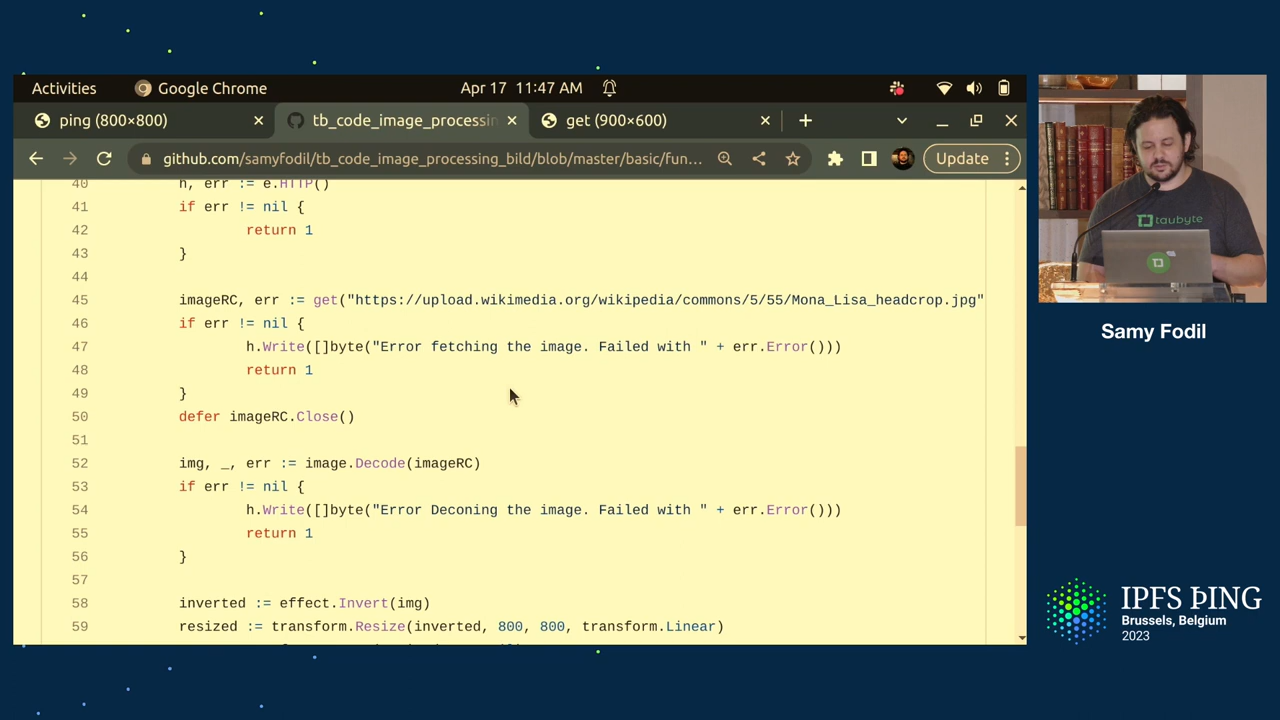 Activities
Google Chrome
Apr 17 11:47 AM
ping (800×800)
tb_code_image_processin
get (900×600)
github.com/samyfodil/tb_code_image_processing_bild/blob/master/basic/fun...
Update
40 h, err := e.HTTP()
41 if err != nil {
42 return 1
43 }
44
45 imageRC, err := get("https://upload.wikimedia.org/wikipedia/commons/5/55/Mona_Lisa_headcrop.jpg"
46 if err != nil {
47 h.Write([]byte("Error fetching the image. Failed with " + err.Error()))
48 return 1
49 }
50 defer imageRC.Close()
51
52 img, _, err := image.Decode(imageRC)
53 if err != nil {
54 h.Write([]byte("Error Deconing the image. Failed with " + err.Error()))
55 return 1
56 }
57
58 inverted := effect.Invert(img)
59 resized := transform.Resize(inverted, 800, 800, transform.Linear)
taubyte
Samy Fodil
IPFS ÞING
Brussels, Belgium
2023